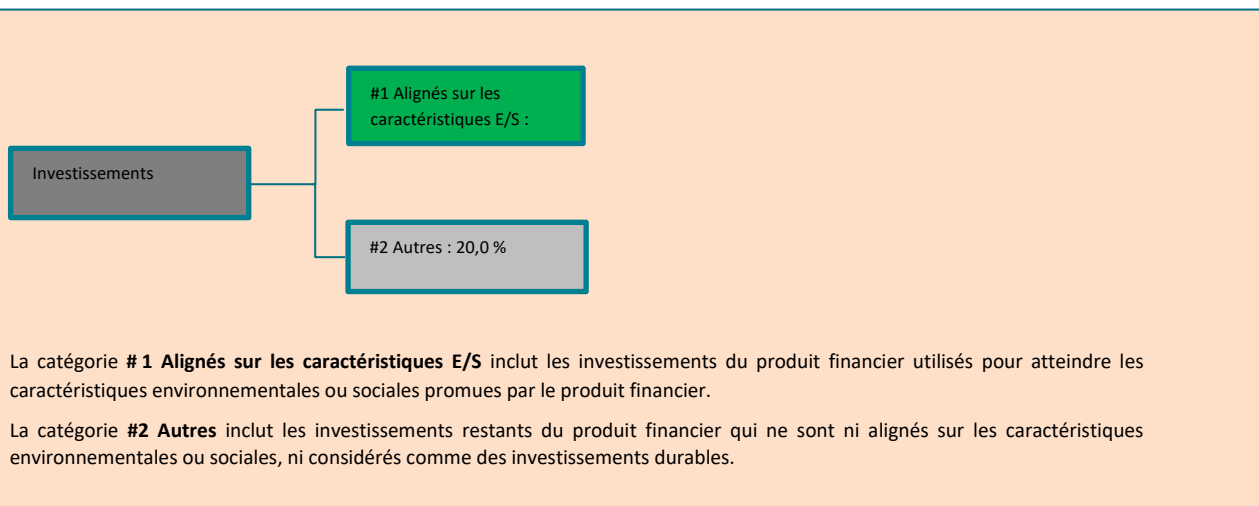 #1 Alignés sur les
caractéristiques E/S :
Investissements
#2 Autres : 20,0 %
La catégorie # 1 Alignés sur les caractéristiques E/S inclut les investissements du produit financier utilisés pour atteindre les
caractéristiques environnementales ou sociales promues par le produit financier.
La catégorie #2 Autres inclut les investissements restants du produit financier qui ne sont ni alignés sur les caractéristiques
environnementales ou sociales, ni considérés comme des investissements durables.